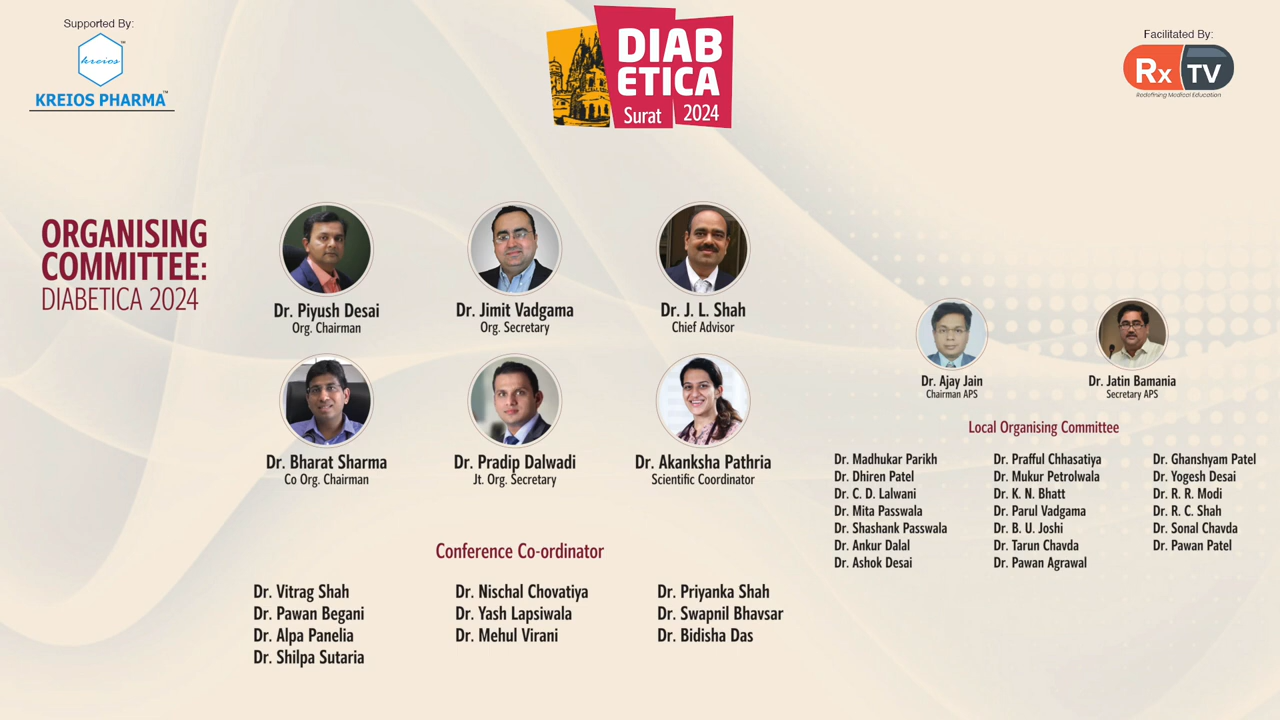 Supported By:
kreios
KREIOS PHARMA™
DIAB
ETICA
Surat 2024
Facilitated By:
Rx TV
Redefining Medical Education
ORGANISING
COMMITTEE:
DIABETICA 2024
Dr. Piyush Desai
Org. Chairman
Dr. Jimit Vadgama
Org. Secretary
Dr. J. L. Shah
Chief Advisor
Dr. Bharat Sharma
Co Org. Chairman
Dr. Pradip Dalwadi
Jt. Org. Secretary
Dr. Akanksha Pathria
Scientific Coordinator
Conference Co-ordinator
Dr. Vitrag Shah
Dr. Pawan Begani
Dr. Alpa Panelia
Dr. Shilpa Sutaria
Dr. Nischal Chovatiya
Dr. Yash Lapsiwala
Dr. Mehul Virani
Dr. Priyanka Shah
Dr. Swapnil Bhavsar
Dr. Bidisha Das
Dr. Ajay Jain
Chairman APS
Dr. Jatin Bamania
Secretary APS
Local Organising Committee
Dr. Madhukar Parikh
Dr. Dhiren Patel
Dr. C. D. Lalwani
Dr. Mita Passwala
Dr. Shashank Passwala
Dr. Ankur Dalal
Dr. Ashok Desai
Dr. Prafful Chhasatiya
Dr. Mukur Petrolwala
Dr. K. N. Bhatt
Dr. Parul Vadgama
Dr. B. U. Joshi
Dr. Tarun Chavda
Dr. Pawan Agrawal
Dr. Ghanshyam Patel
Dr. Yogesh Desai
Dr. R. R. Modi
Dr. R. C. Shah
Dr. Sonal Chavda
Dr. Pawan Patel